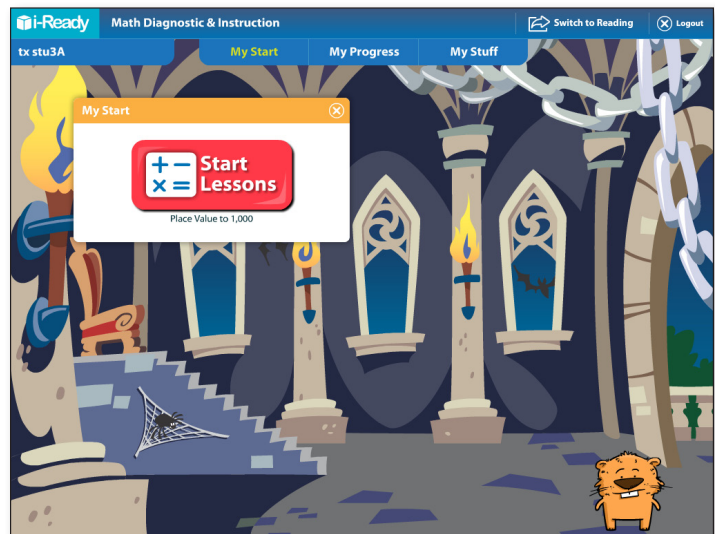 i-Ready Math Diagnostic & Instruction Switch to Reading Logout
tx stu3A My Start My Progress My Stuff
My Start
+ − Start
× = Lessons
Place Value to 1,000